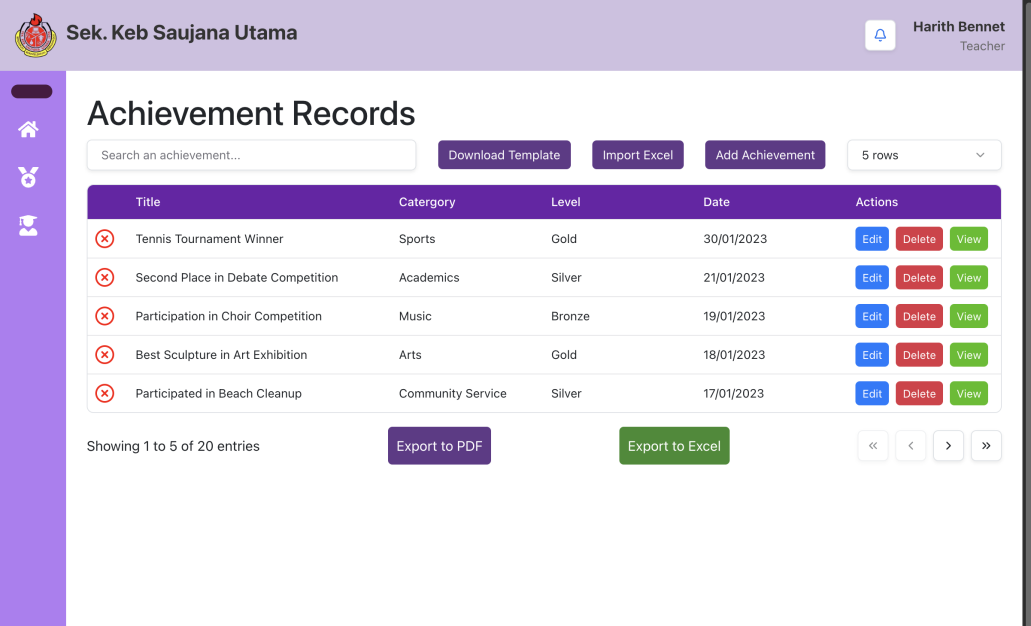 Sek. Keb Saujana Utama
Harith Bennet
Teacher
Achievement Records
Search an achievement... Download Template Import Excel Add Achievement 5 rows
Title Catergory Level Date Actions
Tennis Tournament Winner Sports Gold 30/01/2023 Edit Delete View
Second Place in Debate Competition Academics Silver 21/01/2023 Edit Delete View
Participation in Choir Competition Music Bronze 19/01/2023 Edit Delete View
Best Sculpture in Art Exhibition Arts Gold 18/01/2023 Edit Delete View
Participated in Beach Cleanup Community Service Silver 17/01/2023 Edit Delete View
Showing 1 to 5 of 20 entries Export to PDF Export to Excel « ‹ › »